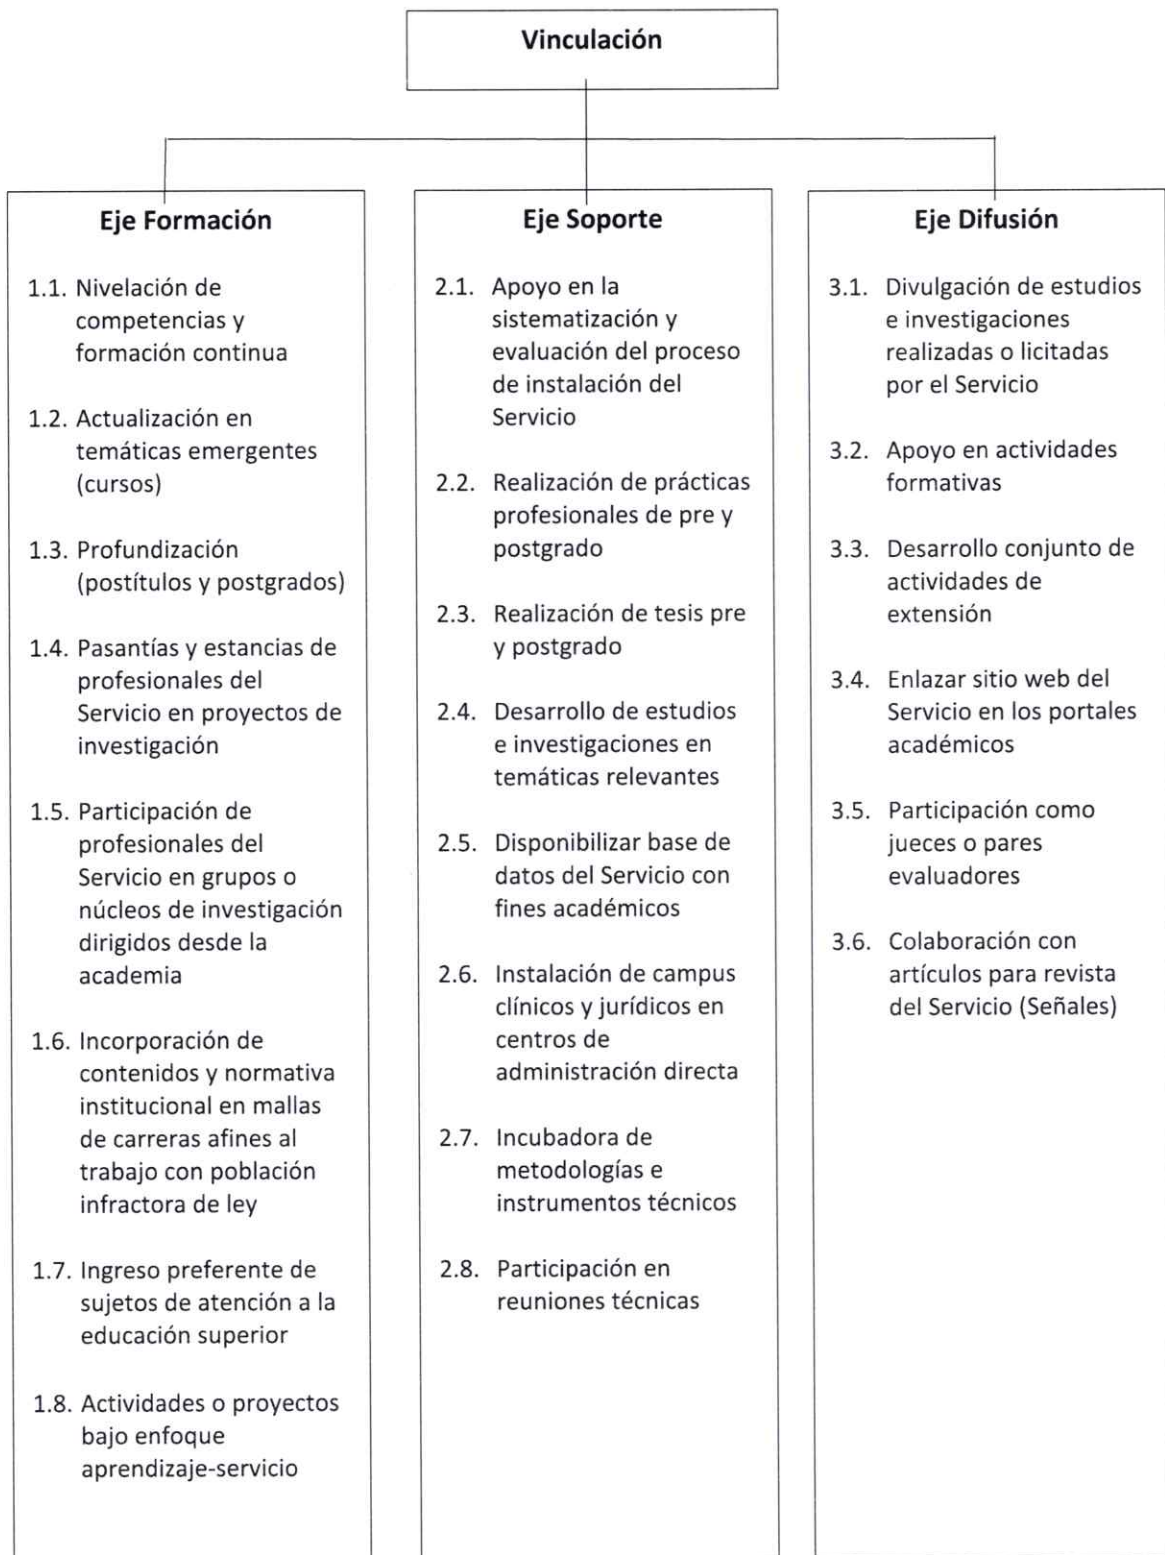 Vinculación
Eje Formación
1.1. Nivelación de
competencias y
formación continua
1.2. Actualización en
temáticas emergentes
(cursos)
1.3. Profundización
(postítulos y postgrados)
1.4. Pasantías y estancias de
profesionales del
Servicio en proyectos de
investigación
1.5. Participación de
profesionales del
Servicio en grupos o
núcleos de investigación
dirigidos desde la
academia
1.6. Incorporación de
contenidos y normativa
institucional en mallas
de carreras afines al
trabajo con población
infractora de ley
1.7. Ingreso preferente de
sujetos de atención a la
educación superior
1.8. Actividades o proyectos
bajo enfoque
aprendizaje-servicio
Eje Soporte
2.1. Apoyo en la
sistematización y
evaluación del proceso
de instalación del
Servicio
2.2. Realización de prácticas
profesionales de pre y
postgrado
2.3. Realización de tesis pre
y postgrado
2.4. Desarrollo de estudios
e investigaciones en
temáticas relevantes
2.5. Disponibilizar base de
datos del Servicio con
fines académicos
2.6. Instalación de campus
clínicos y jurídicos en
centros de
administración directa
2.7. Incubadora de
metodologías e
instrumentos técnicos
2.8. Participación en
reuniones técnicas
Eje Difusión
3.1. Divulgación de estudios
e investigaciones
realizadas o licitadas
por el Servicio
3.2. Apoyo en actividades
formativas
3.3. Desarrollo conjunto de
actividades de
extensión
3.4. Enlazar sitio web del
Servicio en los portales
académicos
3.5. Participación como
jueces o pares
evaluadores
3.6. Colaboración con
artículos para revista
del Servicio (Señales)